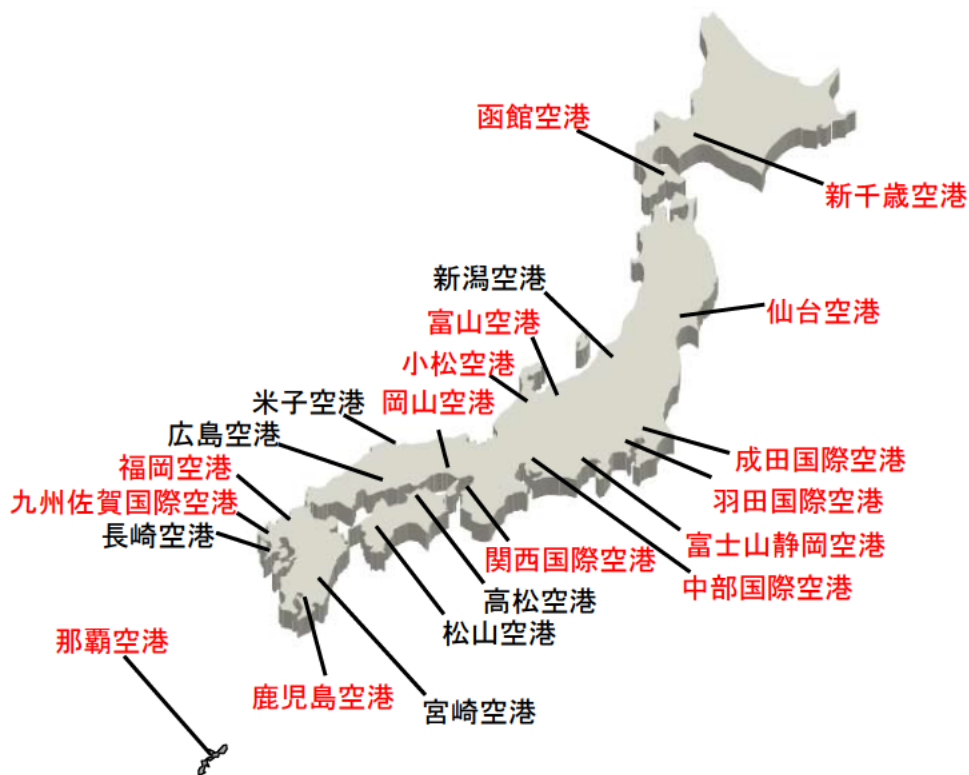 函館空港
新千歳空港
新潟空港
仙台空港
富山空港
小松空港
岡山空港
米子空港
広島空港
福岡空港
九州佐賀国際空港
長崎空港
成田国際空港
羽田国際空港
富士山静岡空港
関西国際空港
中部国際空港
高松空港
松山空港
那覇空港
鹿児島空港
宮崎空港